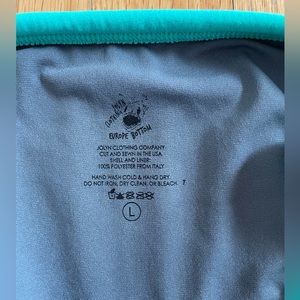 EUROPE BOTTOM
JOLYN CLOTHING COMPANY
CUT AND SEWN IN THE USA
SHELL AND LINER:
100% POLYESTER FROM ITALY
HAND WASH COLD & HANG DRY.
DO NOT IRON, DRY CLEAN, OR BLEACH. T
L